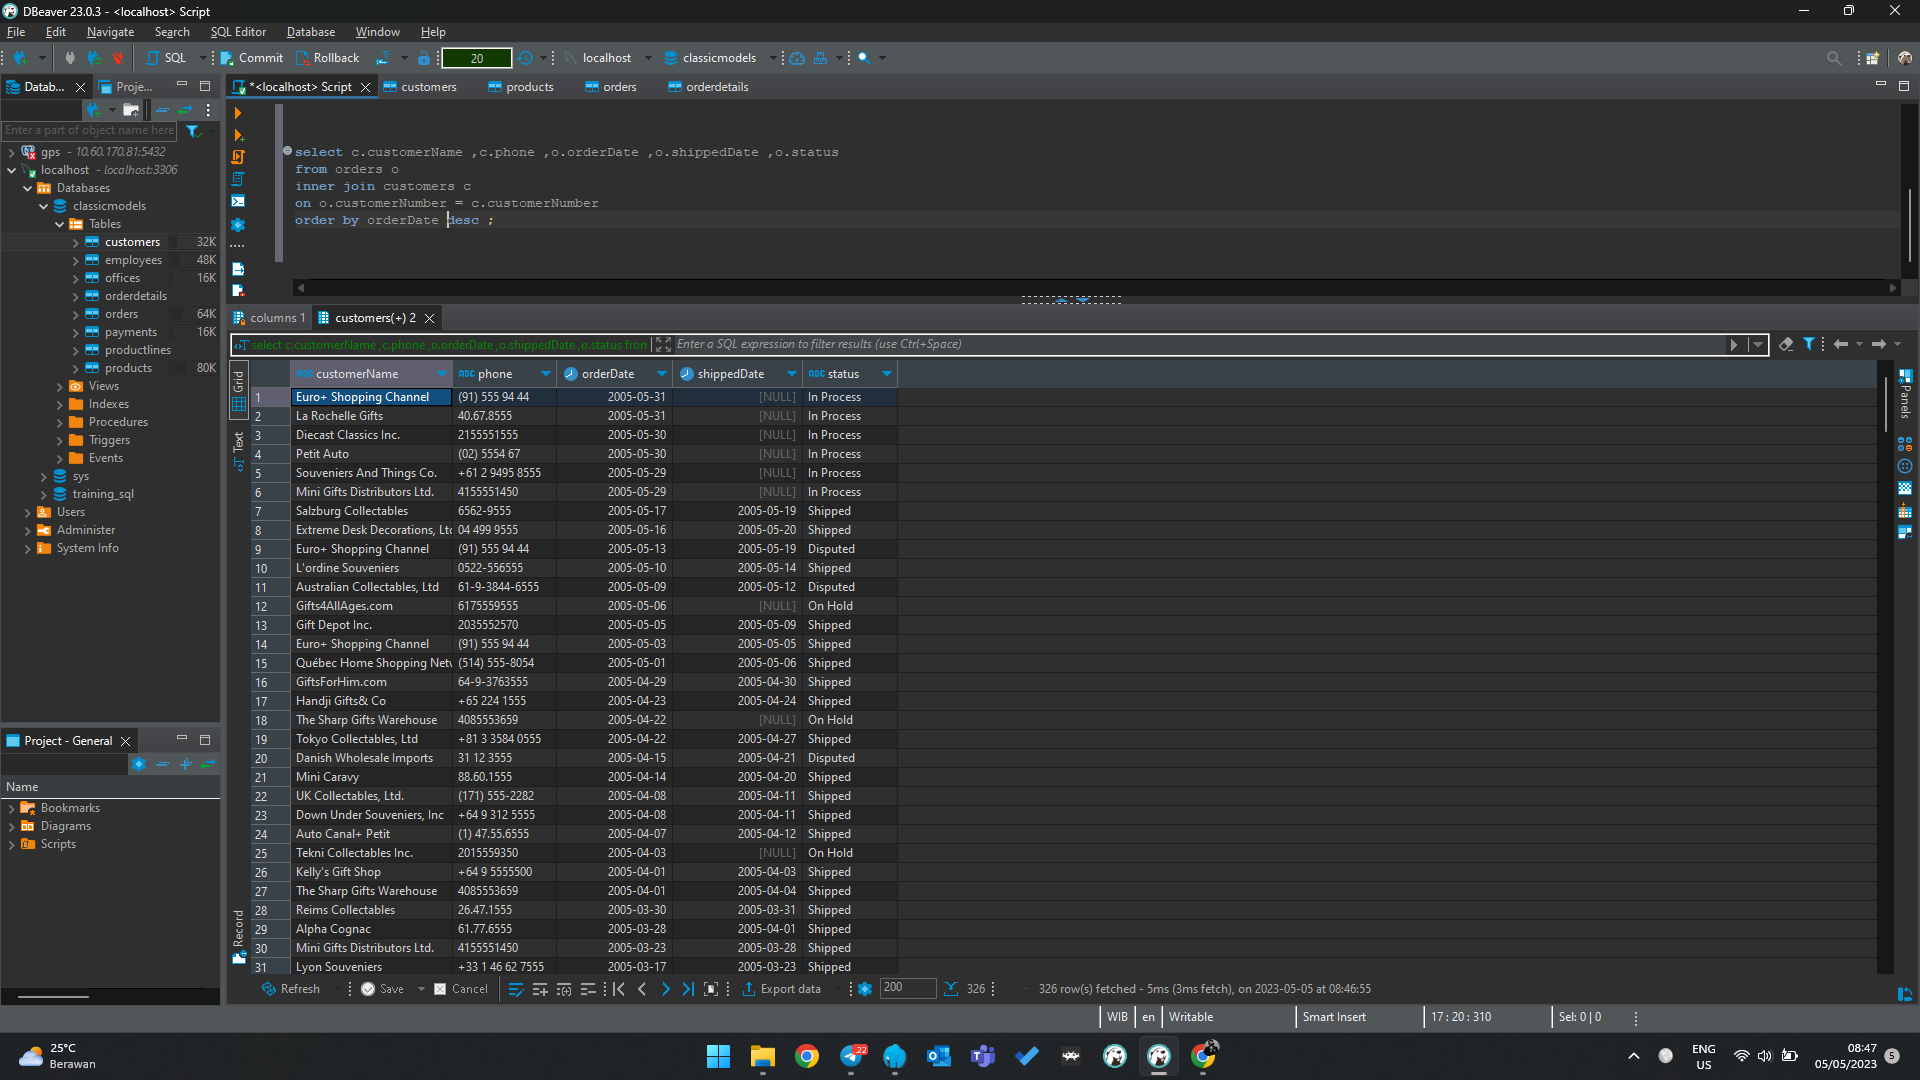 DBeaver 23.0.3 - <localhost> Script
File Edit Navigate Search SQL Editor Database Window Help
SQL Commit Rollback 20 localhost classicmodels
Datab... Proje...
*<localhost> Script customers products orders orderdetails
Enter a part of object name here
gps - 10.60.170.81:5432
localhost - localhost:3306
Databases
classicmodels
Tables
customers 32K
employees 48K
offices 16K
orderdetails
orders 64K
payments 16K
productlines
products 80K
Views
Indexes
Procedures
Triggers
Events
sys
training_sql
Users
Administer
System Info
Project - General
Name
Bookmarks
Diagrams
Scripts
select c.customerName ,c.phone ,o.orderDate ,o.shippedDate ,o.status
from orders o
inner join customers c
on o.customerNumber = c.customerNumber
order by orderDate desc ;
columns 1 customers(+) 2
select c.customerName ,c.phone ,o.orderDate ,o.shippedDate ,o.status from Enter a SQL expression to filter results (use Ctrl+Space)
Grid
Text
Record
Panels
ABC customerName ABC phone orderDate shippedDate ABC status
1 Euro+ Shopping Channel (91) 555 94 44 2005-05-31 [NULL] In Process
2 La Rochelle Gifts 40.67.8555 2005-05-31 [NULL] In Process
3 Diecast Classics Inc. 2155551555 2005-05-30 [NULL] In Process
4 Petit Auto (02) 5554 67 2005-05-30 [NULL] In Process
5 Souveniers And Things Co. +61 2 9495 8555 2005-05-29 [NULL] In Process
6 Mini Gifts Distributors Ltd. 4155551450 2005-05-29 [NULL] In Process
7 Salzburg Collectables 6562-9555 2005-05-17 2005-05-19 Shipped
8 Extreme Desk Decorations, Ltd 04 499 9555 2005-05-16 2005-05-20 Shipped
9 Euro+ Shopping Channel (91) 555 94 44 2005-05-13 2005-05-19 Disputed
10 L'ordine Souveniers 0522-556555 2005-05-10 2005-05-14 Shipped
11 Australian Collectables, Ltd 61-9-3844-6555 2005-05-09 2005-05-12 Disputed
12 Gifts4AllAges.com 6175559555 2005-05-06 [NULL] On Hold
13 Gift Depot Inc. 2035552570 2005-05-05 2005-05-09 Shipped
14 Euro+ Shopping Channel (91) 555 94 44 2005-05-03 2005-05-05 Shipped
15 Québec Home Shopping Netw (514) 555-8054 2005-05-01 2005-05-06 Shipped
16 GiftsForHim.com 64-9-3763555 2005-04-29 2005-04-30 Shipped
17 Handji Gifts& Co +65 224 1555 2005-04-23 2005-04-24 Shipped
18 The Sharp Gifts Warehouse 4085553659 2005-04-22 [NULL] On Hold
19 Tokyo Collectables, Ltd +81 3 3584 0555 2005-04-22 2005-04-27 Shipped
20 Danish Wholesale Imports 31 12 3555 2005-04-15 2005-04-21 Disputed
21 Mini Caravy 88.60.1555 2005-04-14 2005-04-20 Shipped
22 UK Collectables, Ltd. (171) 555-2282 2005-04-08 2005-04-11 Shipped
23 Down Under Souveniers, Inc +64 9 312 5555 2005-04-08 2005-04-11 Shipped
24 Auto Canal+ Petit (1) 47.55.6555 2005-04-07 2005-04-12 Shipped
25 Tekni Collectables Inc. 2015559350 2005-04-03 [NULL] On Hold
26 Kelly's Gift Shop +64 9 5555500 2005-04-01 2005-04-03 Shipped
27 The Sharp Gifts Warehouse 4085553659 2005-04-01 2005-04-04 Shipped
28 Reims Collectables 26.47.1555 2005-03-30 2005-03-31 Shipped
29 Alpha Cognac 61.77.6555 2005-03-28 2005-04-01 Shipped
30 Mini Gifts Distributors Ltd. 4155551450 2005-03-23 2005-03-28 Shipped
31 Lyon Souveniers +33 1 46 62 7555 2005-03-17 2005-03-23 Shipped
Refresh Save Cancel Export data 200 326 326 row(s) fetched - 5ms (3ms fetch), on 2023-05-05 at 08:46:55
WIB en Writable Smart Insert 17 : 20 : 310 Sel: 0 | 0
25°C
Berawan
22
ENG
US
08:47
05/05/2023
5